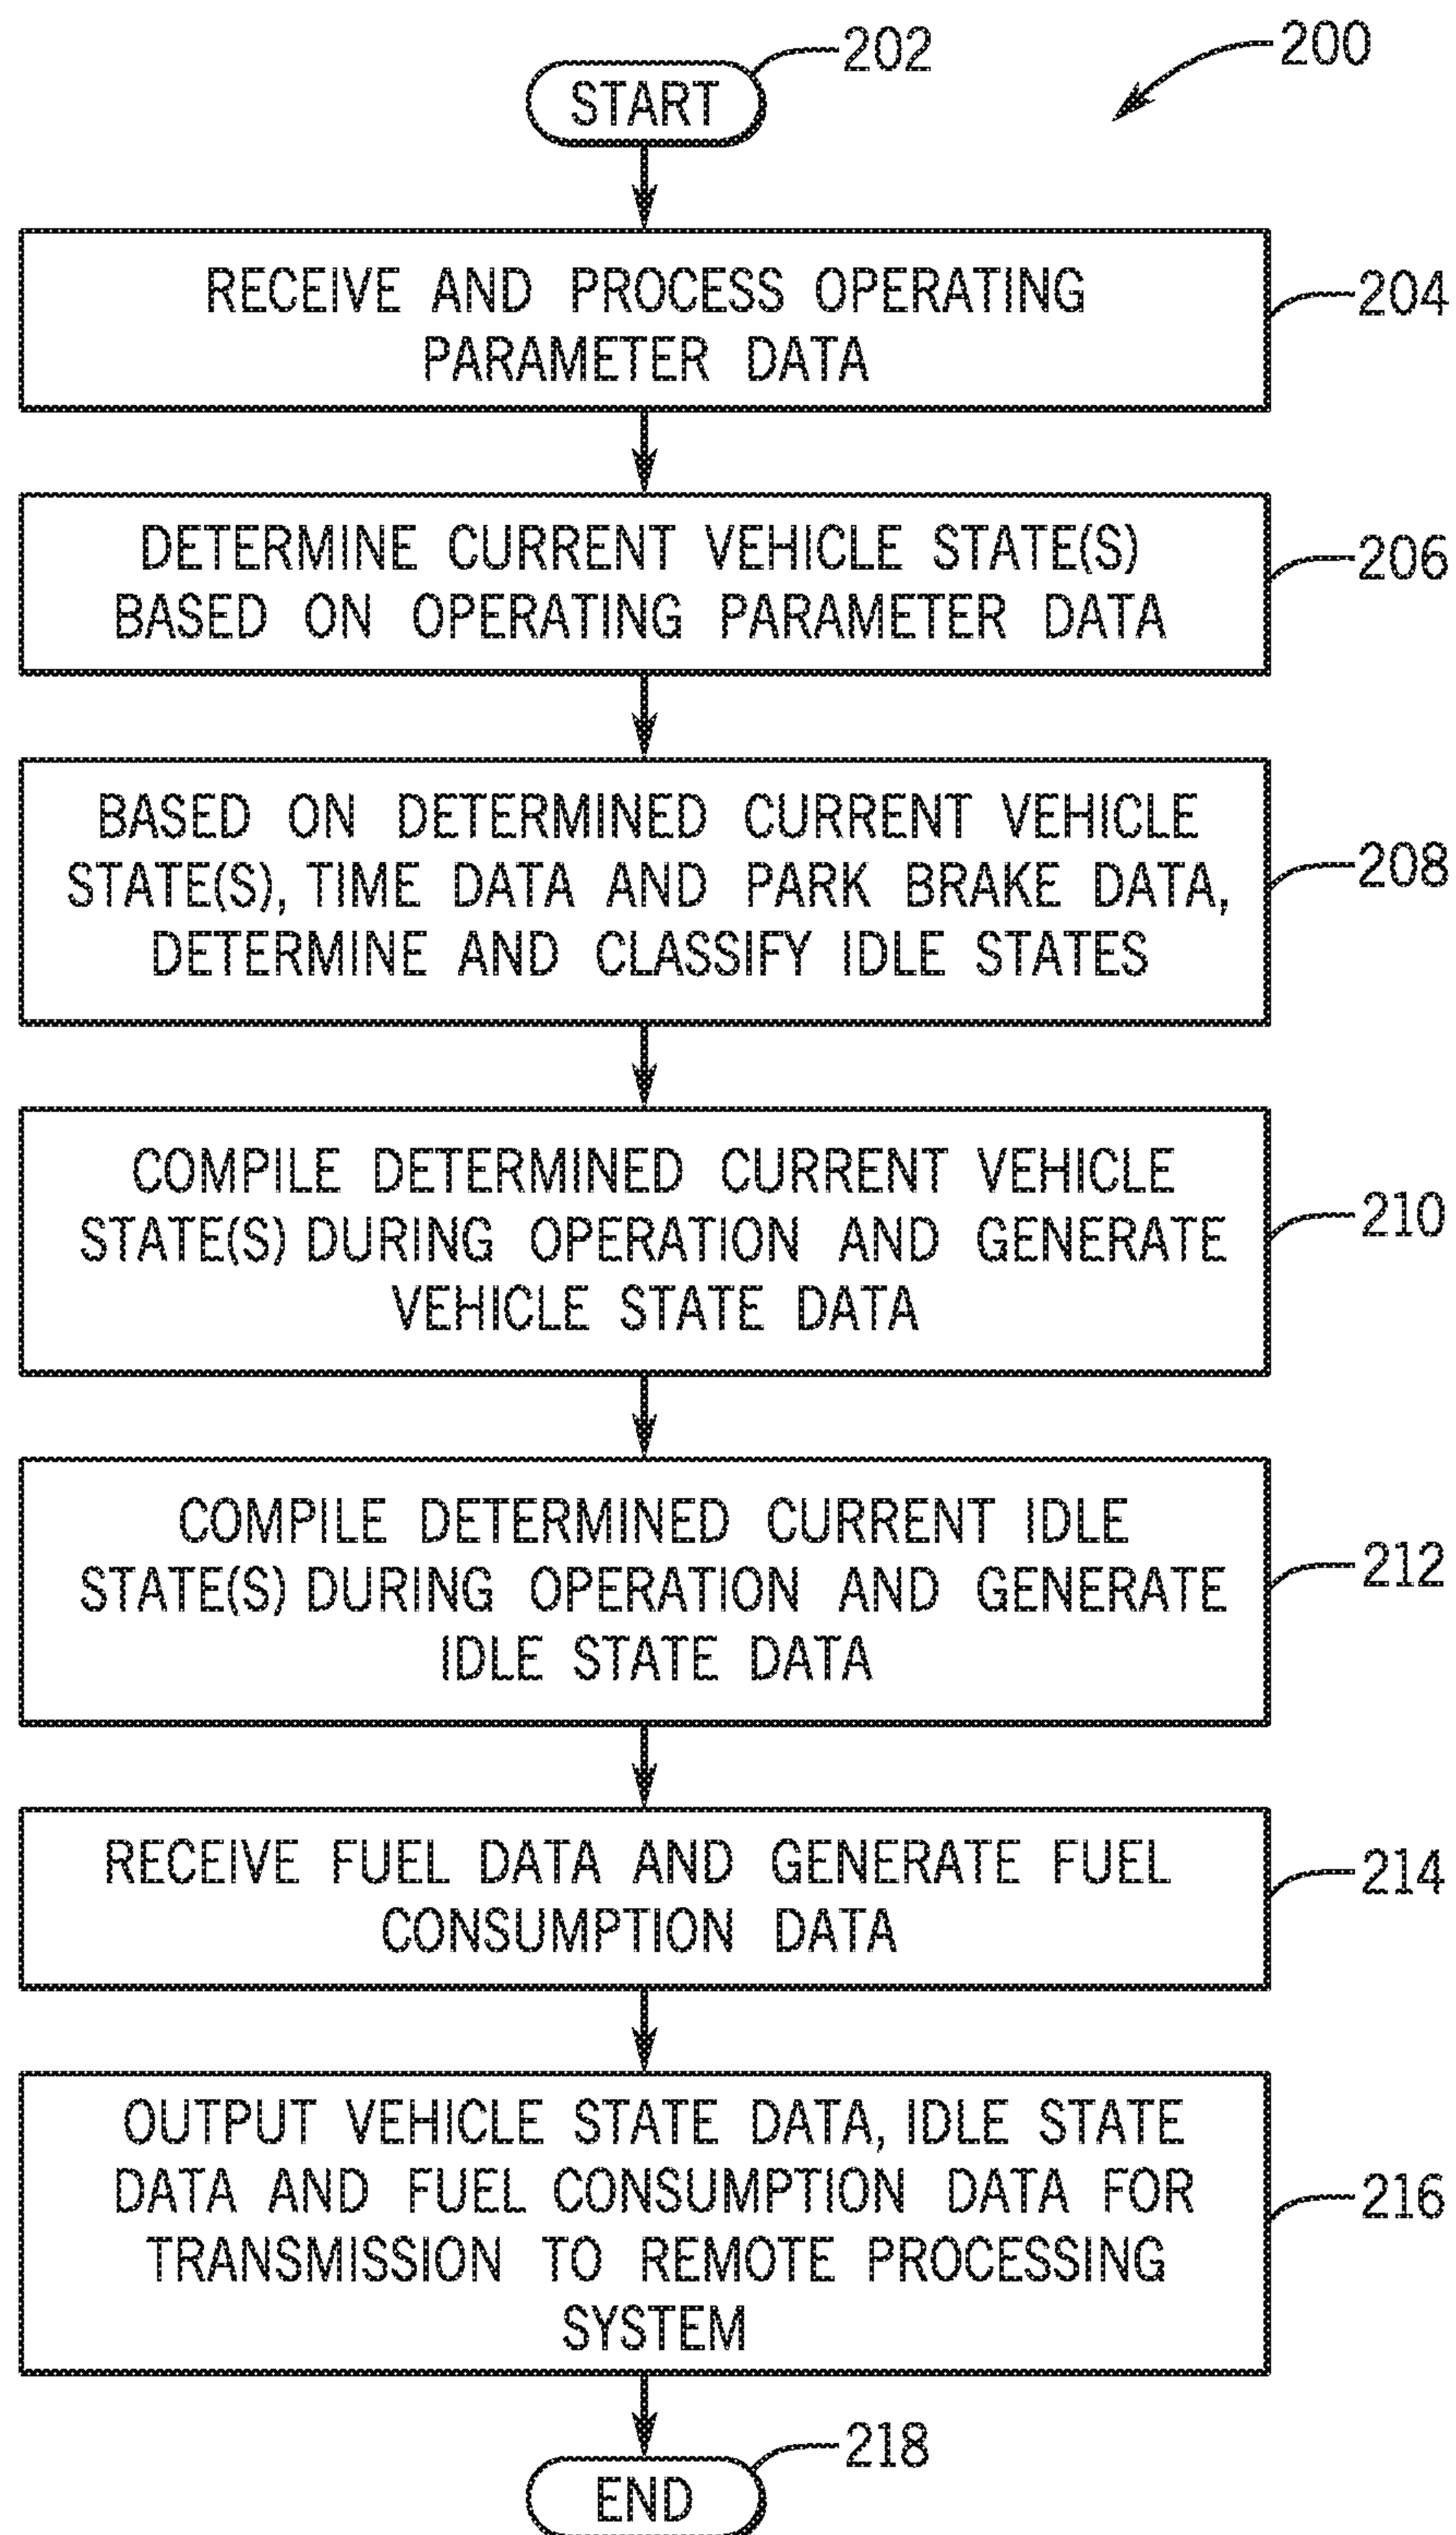 202
200
START
RECEIVE AND PROCESS OPERATING
PARAMETER DATA
204
DETERMINE CURRENT VEHICLE STATE(S)
BASED ON OPERATING PARAMETER DATA
206
BASED ON DETERMINED CURRENT VEHICLE
STATE(S), TIME DATA AND PARK BRAKE DATA,
DETERMINE AND CLASSIFY IDLE STATES
208
COMPILE DETERMINED CURRENT VEHICLE
STATE(S) DURING OPERATION AND GENERATE
VEHICLE STATE DATA
210
COMPILE DETERMINED CURRENT IDLE
STATE(S) DURING OPERATION AND GENERATE
IDLE STATE DATA
212
RECEIVE FUEL DATA AND GENERATE FUEL
CONSUMPTION DATA
214
OUTPUT VEHICLE STATE DATA, IDLE STATE
DATA AND FUEL CONSUMPTION DATA FOR
TRANSMISSION TO REMOTE PROCESSING
SYSTEM
216
218
END